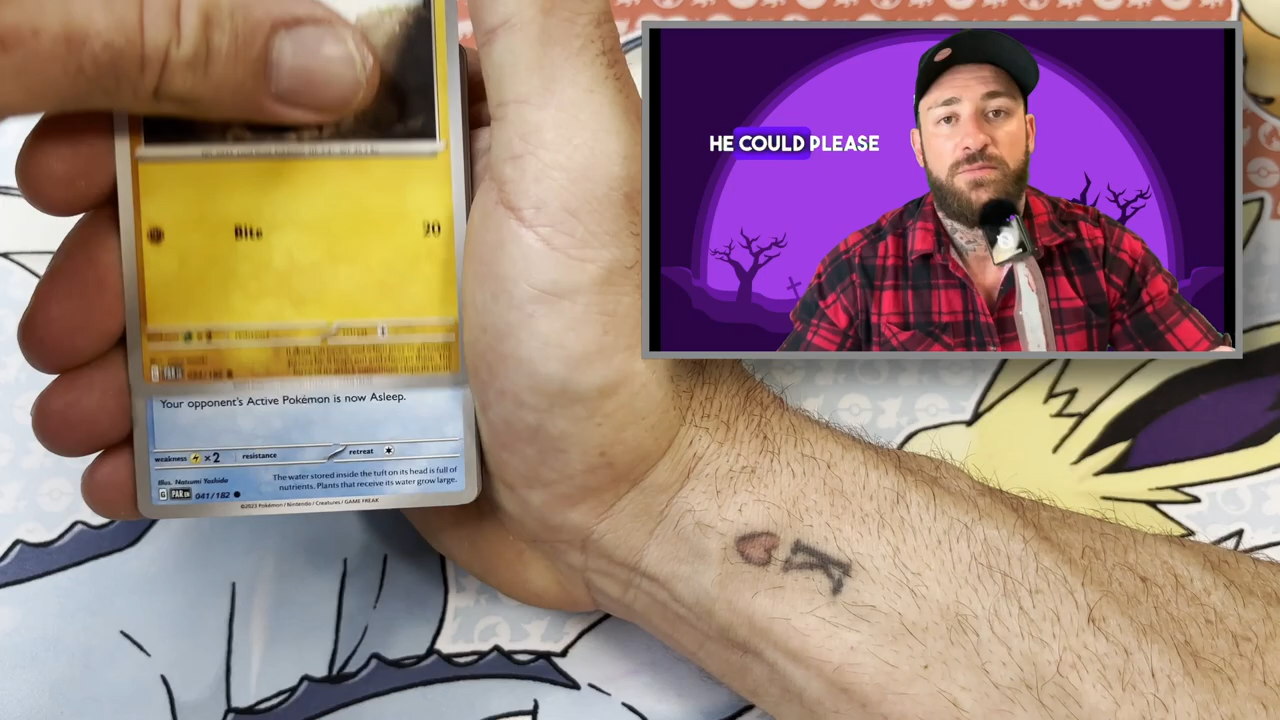 HE COULD PLEASE
Bite 20
Your opponent's Active Pokémon is now Asleep.
weakness ×2 resistance retreat
Illus. Natsumi Yoshida
The water stored inside the tuft on its head is full of
nutrients. Plants that receive its water grow large.
G PAR EN 041/182
©2023 Pokémon / Nintendo / Creatures / GAME FREAK
K